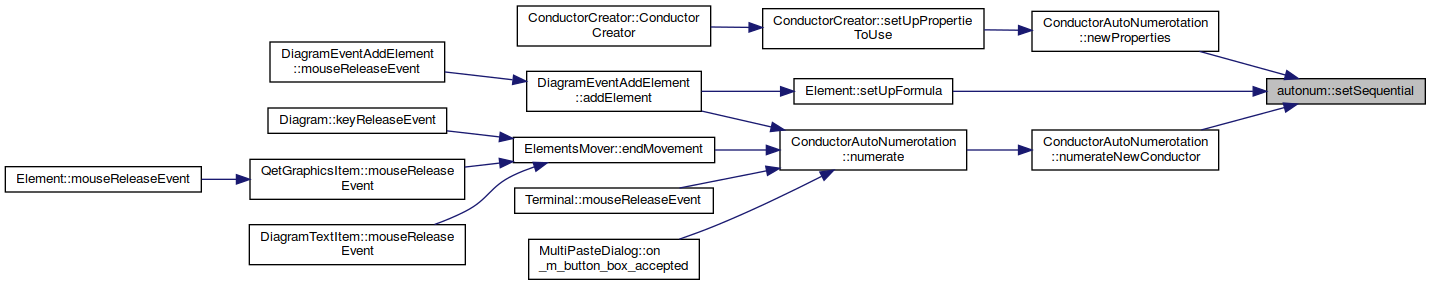 ConductorCreator::Conductor
Creator
ConductorCreator::setUpPropertie
ToUse
ConductorAutoNumerotation
::newProperties
DiagramEventAddElement
::mouseReleaseEvent
DiagramEventAddElement
::addElement
Element::setUpFormula
autonum::setSequential
Diagram::keyReleaseEvent
ElementsMover::endMovement
ConductorAutoNumerotation
::numerate
ConductorAutoNumerotation
::numerateNewConductor
Element::mouseReleaseEvent
QetGraphicsItem::mouseRelease
Event
Terminal::mouseReleaseEvent
DiagramTextItem::mouseRelease
Event
MultiPasteDialog::on
_m_button_box_accepted